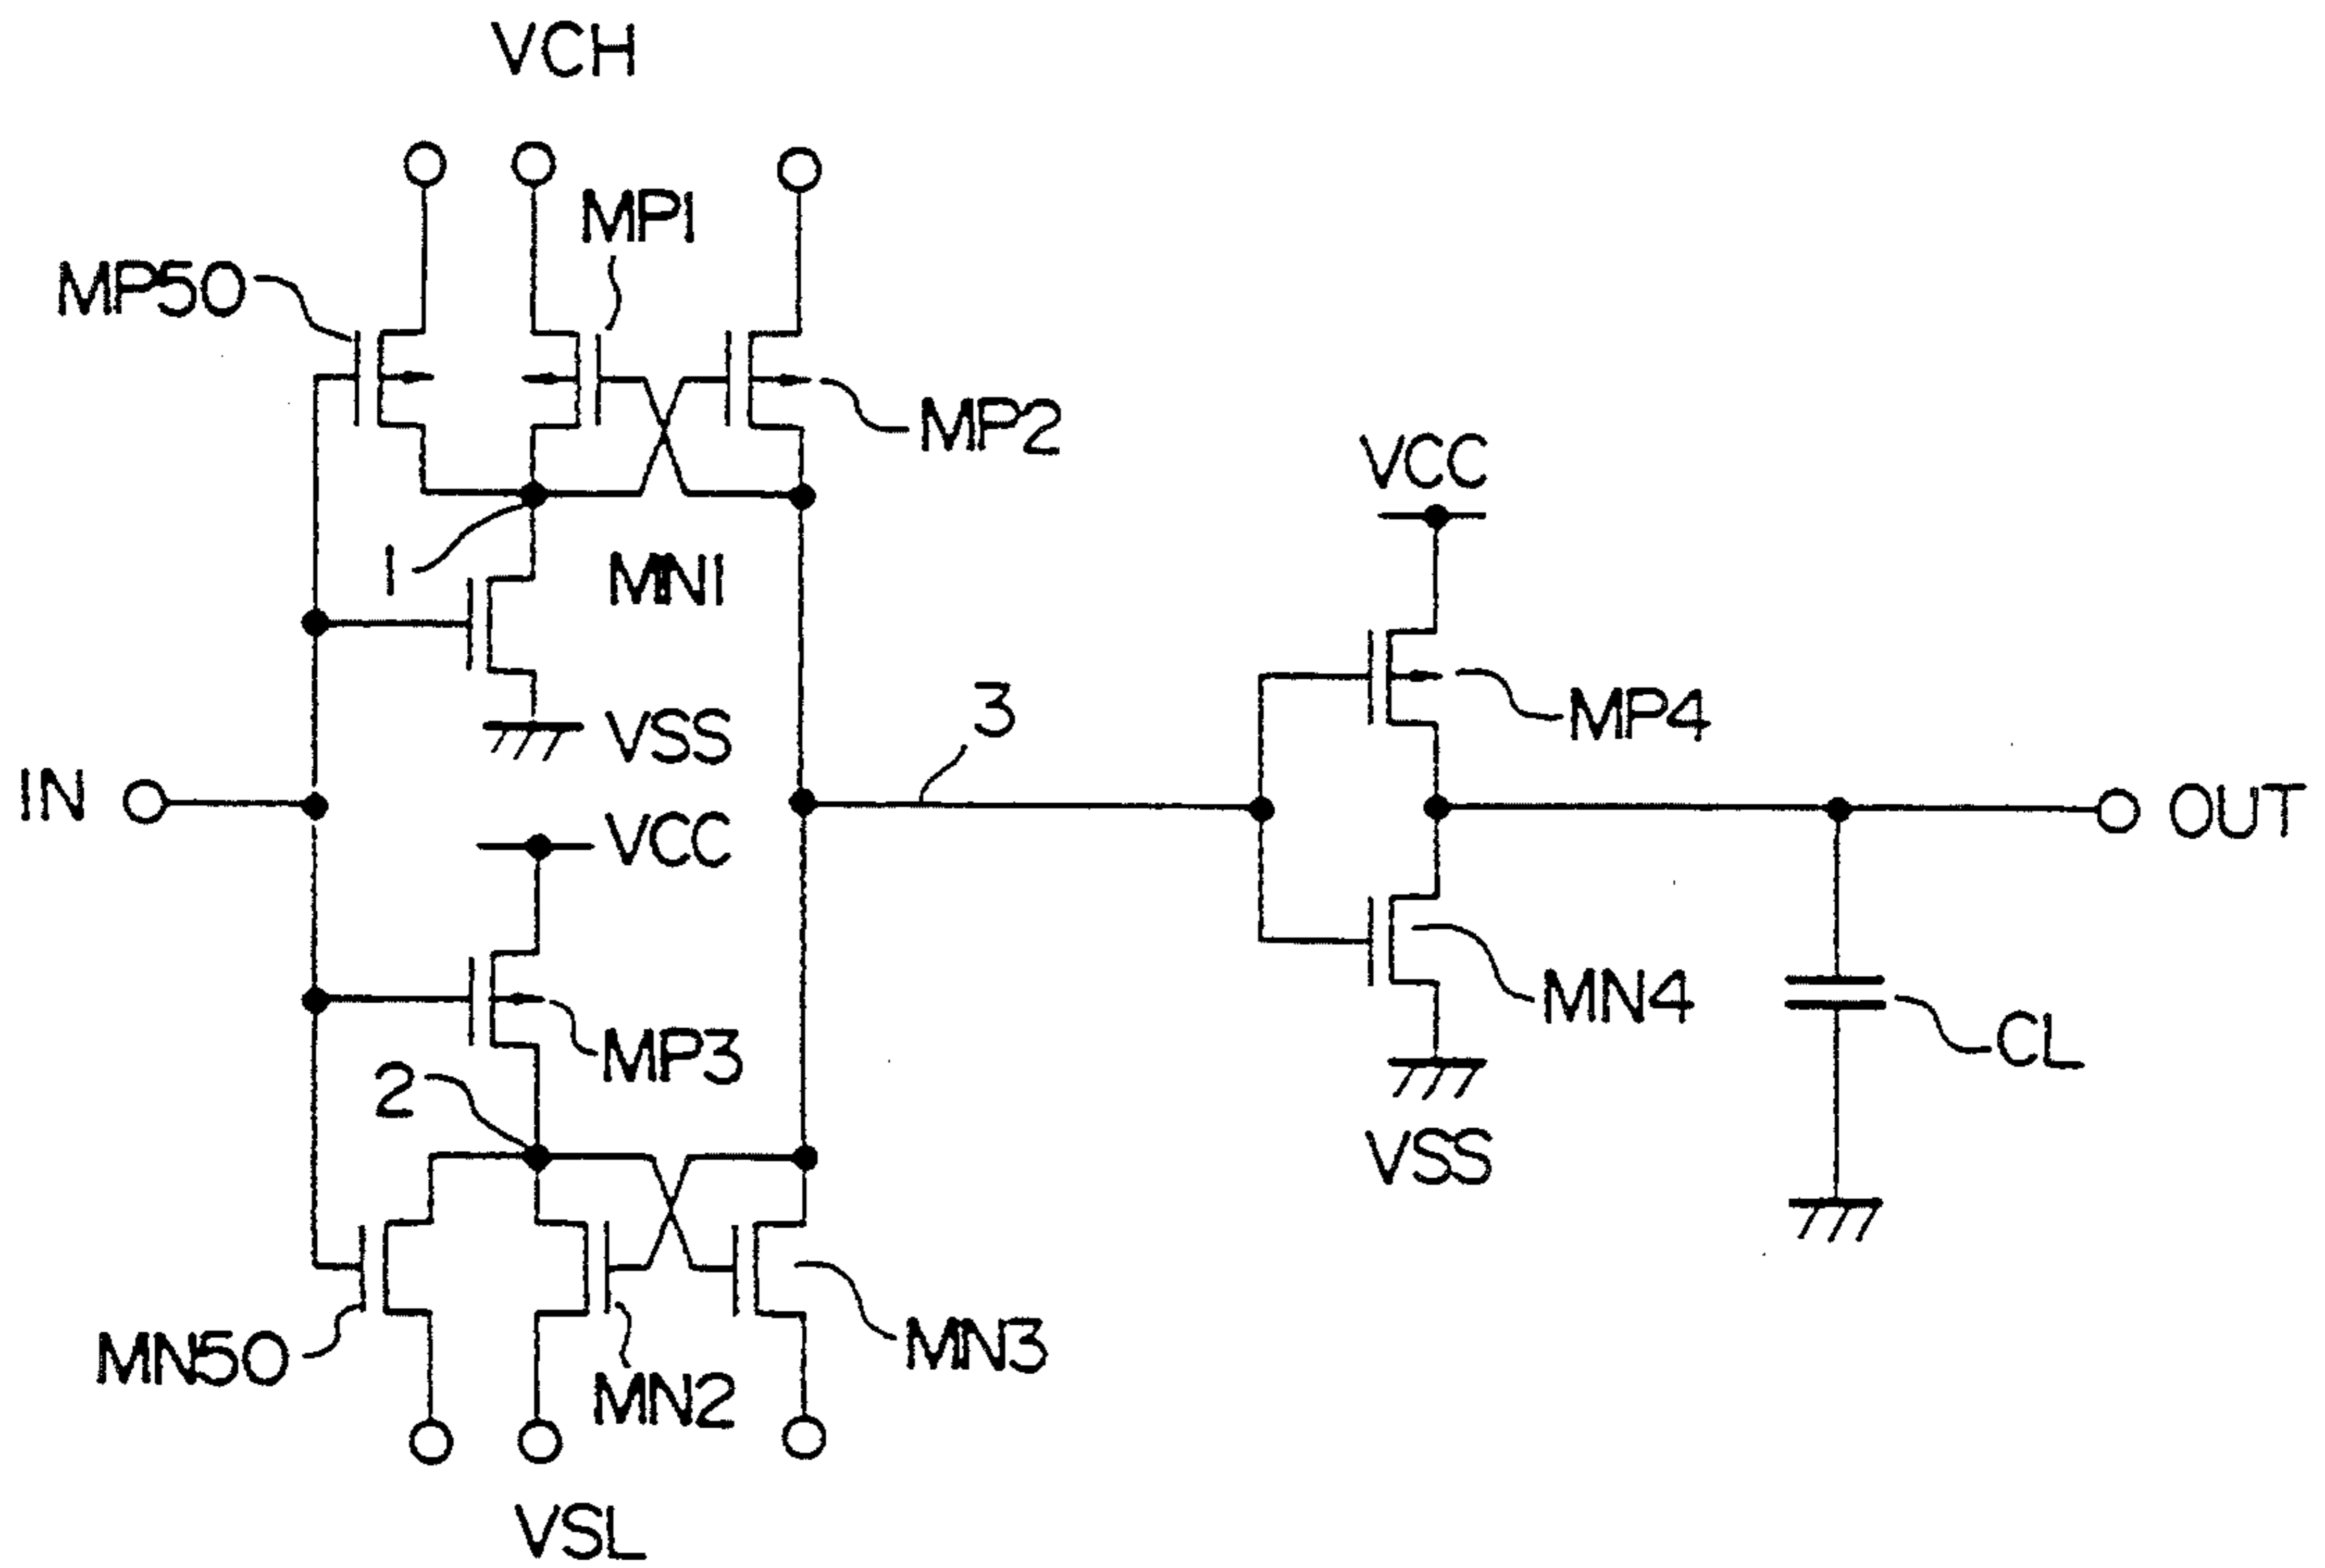 VCH
MP1
MP50
MP2
VCC
1
MN1
3
MP4
VSS
IN
VCC
OUT
MN4
MP3
CL
2
VSS
MN50
MN3
MN2
VSL